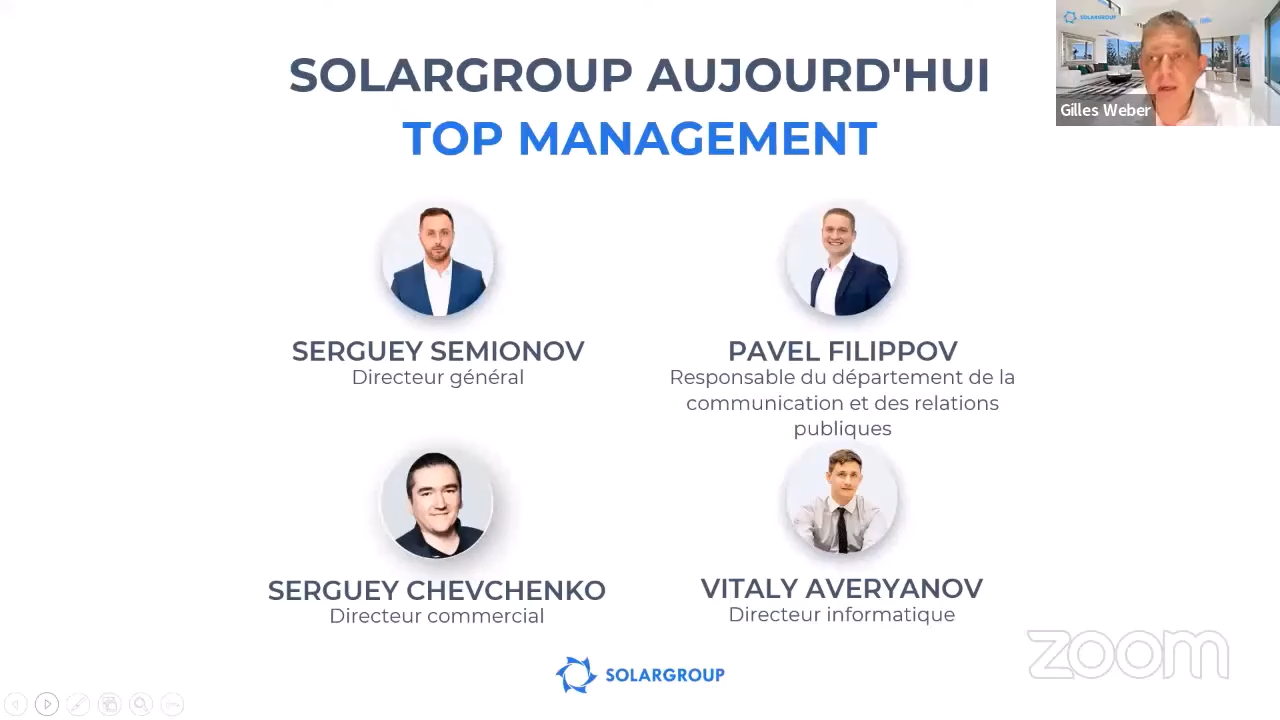 SOLARGROUP AUJOURD'HUI
TOP MANAGEMENT
SOLARGROUP
Gilles Weber
SERGUEY SEMIONOV
Directeur général
PAVEL FILIPPOV
Responsable du département de la
communication et des relations
publiques
SERGUEY CHEVCHENKO
Directeur commercial
VITALY AVERYANOV
Directeur informatique
SOLARGROUP
zoom